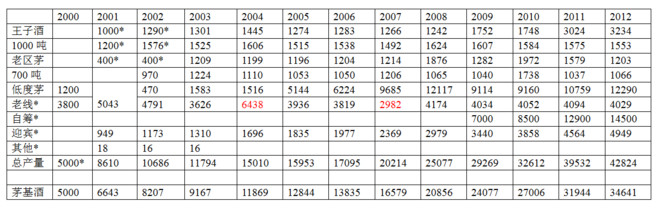 2000 2001 2002 2003 2004 2005 2006 2007 2008 2009 2010 2011 2012
王子酒 1000* 1290* 1301 1445 1274 1283 1266 1242 1752 1748 3024 3234
1000 吨 1200* 1576* 1525 1606 1515 1538 1492 1624 1607 1584 1575 1553
老区茅 400* 400* 1209 1199 1196 1204 1214 1876 1282 1972 1579 1203
700 吨 970 1224 1110 1053 1050 1206 1065 1040 1738 1037 1066
低度茅 1200 470 1583 1516 5144 6224 9685 12117 9114 9160 10759 12290
老线* 3800 5043 4791 3626 6438 3936 3819 2982 4174 4034 4052 4094 4029
自筹* 7000 8500 12900 14500
迎宾* 949 1173 1310 1696 1835 1977 2369 2979 3440 3858 4564 4949
其他* 18 16 16
总产量 5000* 8610 10686 11794 15010 15953 17095 20214 25077 29269 32612 39532 42824
茅基酒 5000 6643 8207 9167 11869 12844 13835 16579 20856 24077 27006 31944 34641